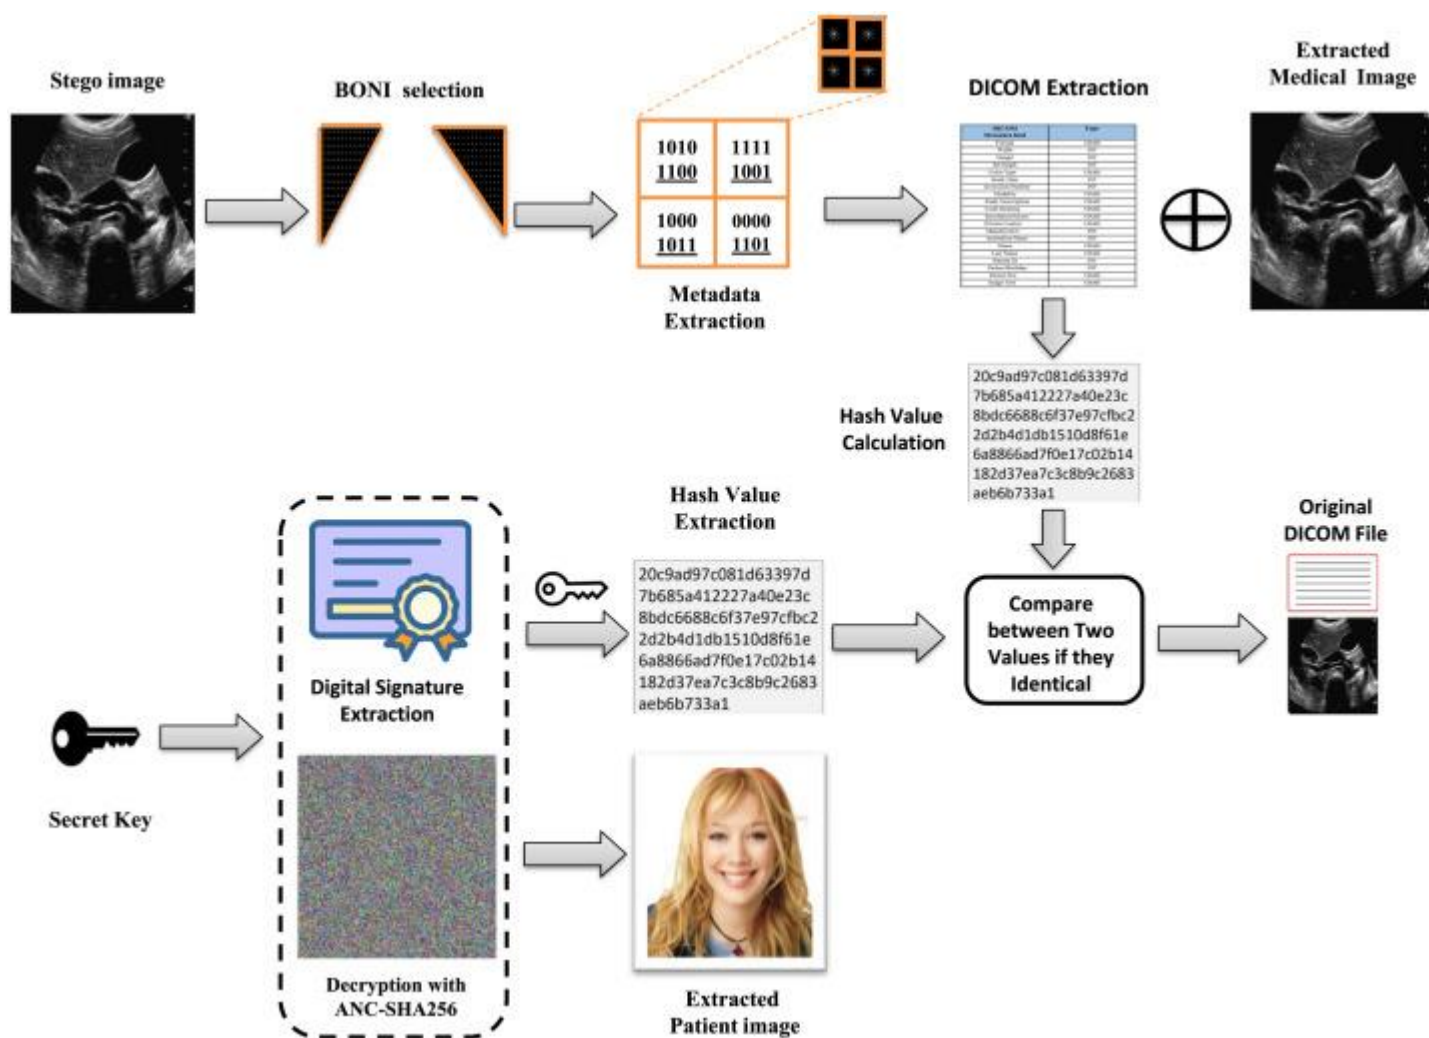 Stego image
BONI selection
1010
1100
1111
1001
1000
1011
0000
1101
Metadata
Extraction
DICOM Extraction
Extracted
Medical Image
Hash Value
Calculation
20c9ad97c081d63397d
7b685a412227a40e23c
8bdc6688c6f37e97cfbc2
2d2b4d1db1510d8f61e
6a8866ad7f0e17c02b14
182d37ea7c3c8b9c2683
aeb6b733a1
Secret Key
Digital Signature
Extraction
Decryption with
ANC-SHA256
Hash Value
Extraction
20c9ad97c081d63397d
7b685a412227a40e23c
8bdc6688c6f37e97cfbc2
2d2b4d1db1510d8f61e
6a8866ad7f0e17c02b14
182d37ea7c3c8b9c2683
aeb6b733a1
Extracted
Patient image
Compare
between Two
Values if they
Identical
Original
DICOM File